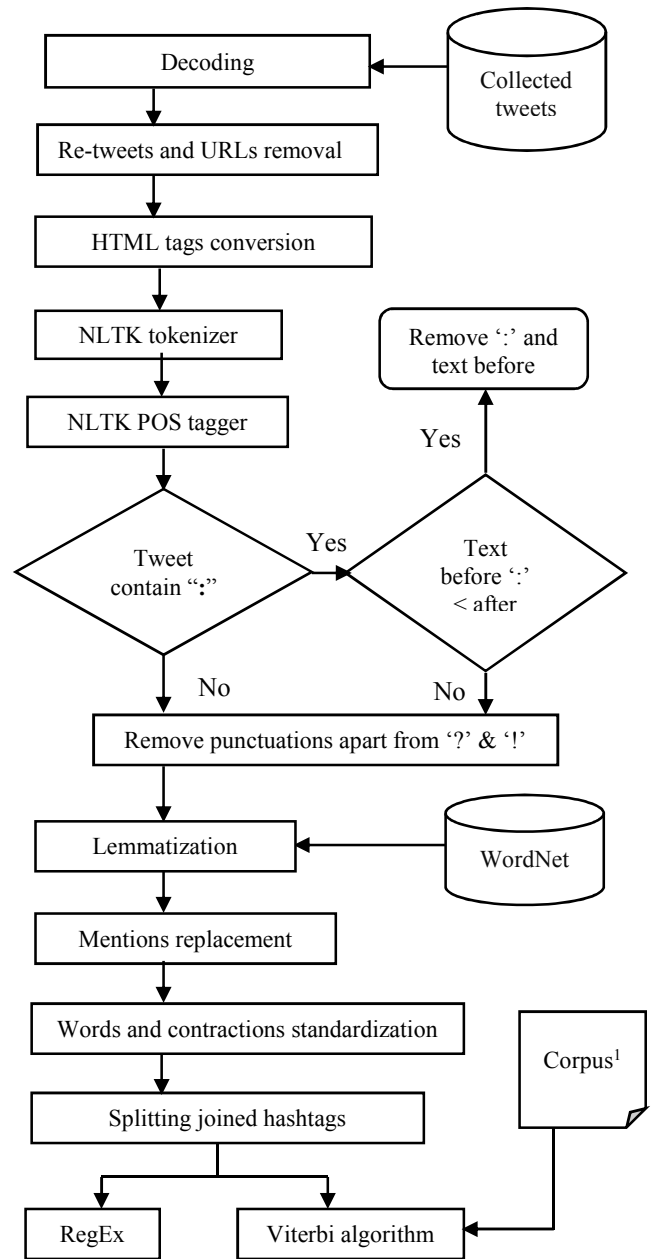 Decoding
Collected
tweets
Re-tweets and URLs removal
HTML tags conversion
NLTK tokenizer
Remove ‘:’ and
text before
NLTK POS tagger
Yes
Tweet
contain “:”
Yes
Text
before ‘:’
< after
No
No
Remove punctuations apart from ‘?’ & ‘!’
Lemmatization
WordNet
Mentions replacement
Words and contractions standardization
Corpus¹
Splitting joined hashtags
RegEx
Viterbi algorithm